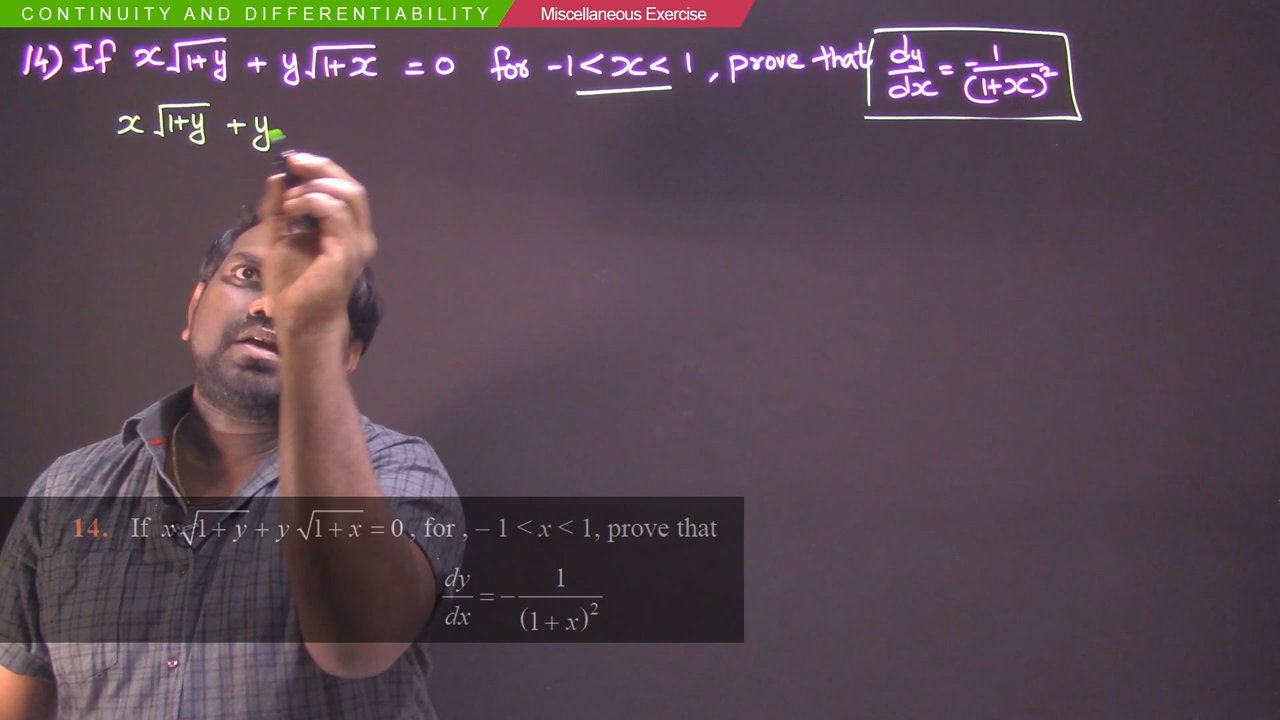 CONTINUITY AND DIFFERENTIABILITY Miscellaneous Exercise
14) If x√1+y + y√1+x = 0 for -1 < x < 1, prove that dy/dx = -1/(1+x)²
x√1+y + y
14. If x√1+y + y√1+x = 0, for, – 1 < x < 1, prove that
dy/dx = – 1/(1+x)²